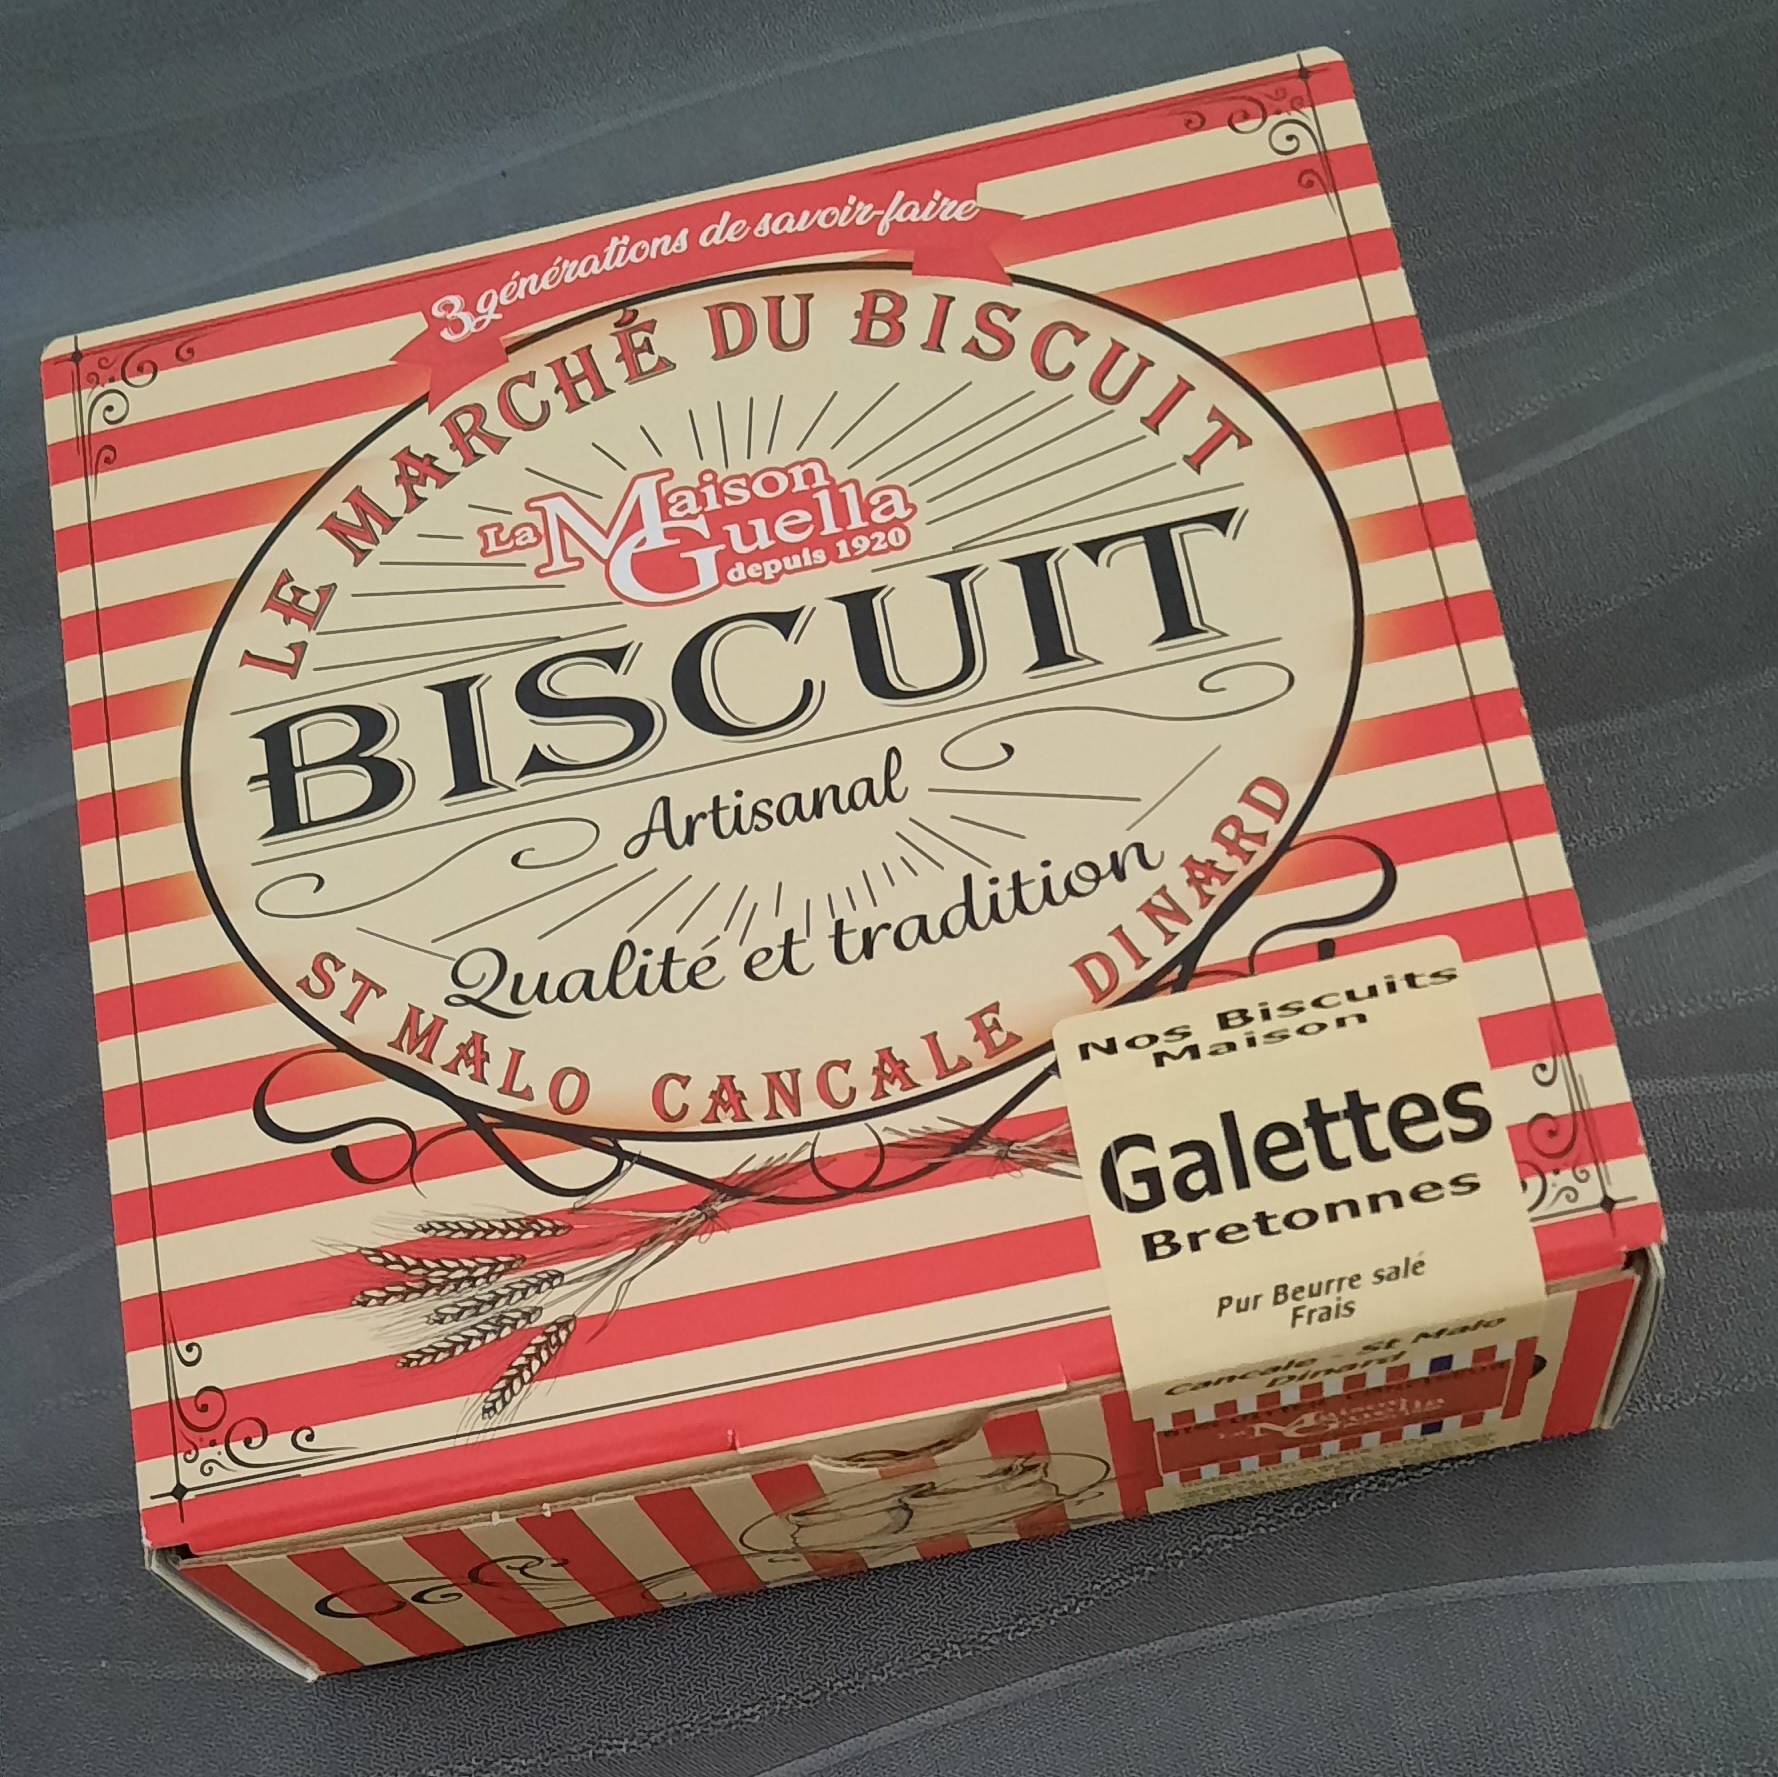 3 générations de savoir-faire
LE MARCHÉ DU BISCUIT
La Maison
Guella
depuis 1920
BISCUIT
Artisanal
Qualité et tradition
ST MALO CANCALE DINARD
Nos Biscuits
Maison
Galettes
Bretonnes
Pur Beurre salé
Frais
Cancale - St Malo
Dinard